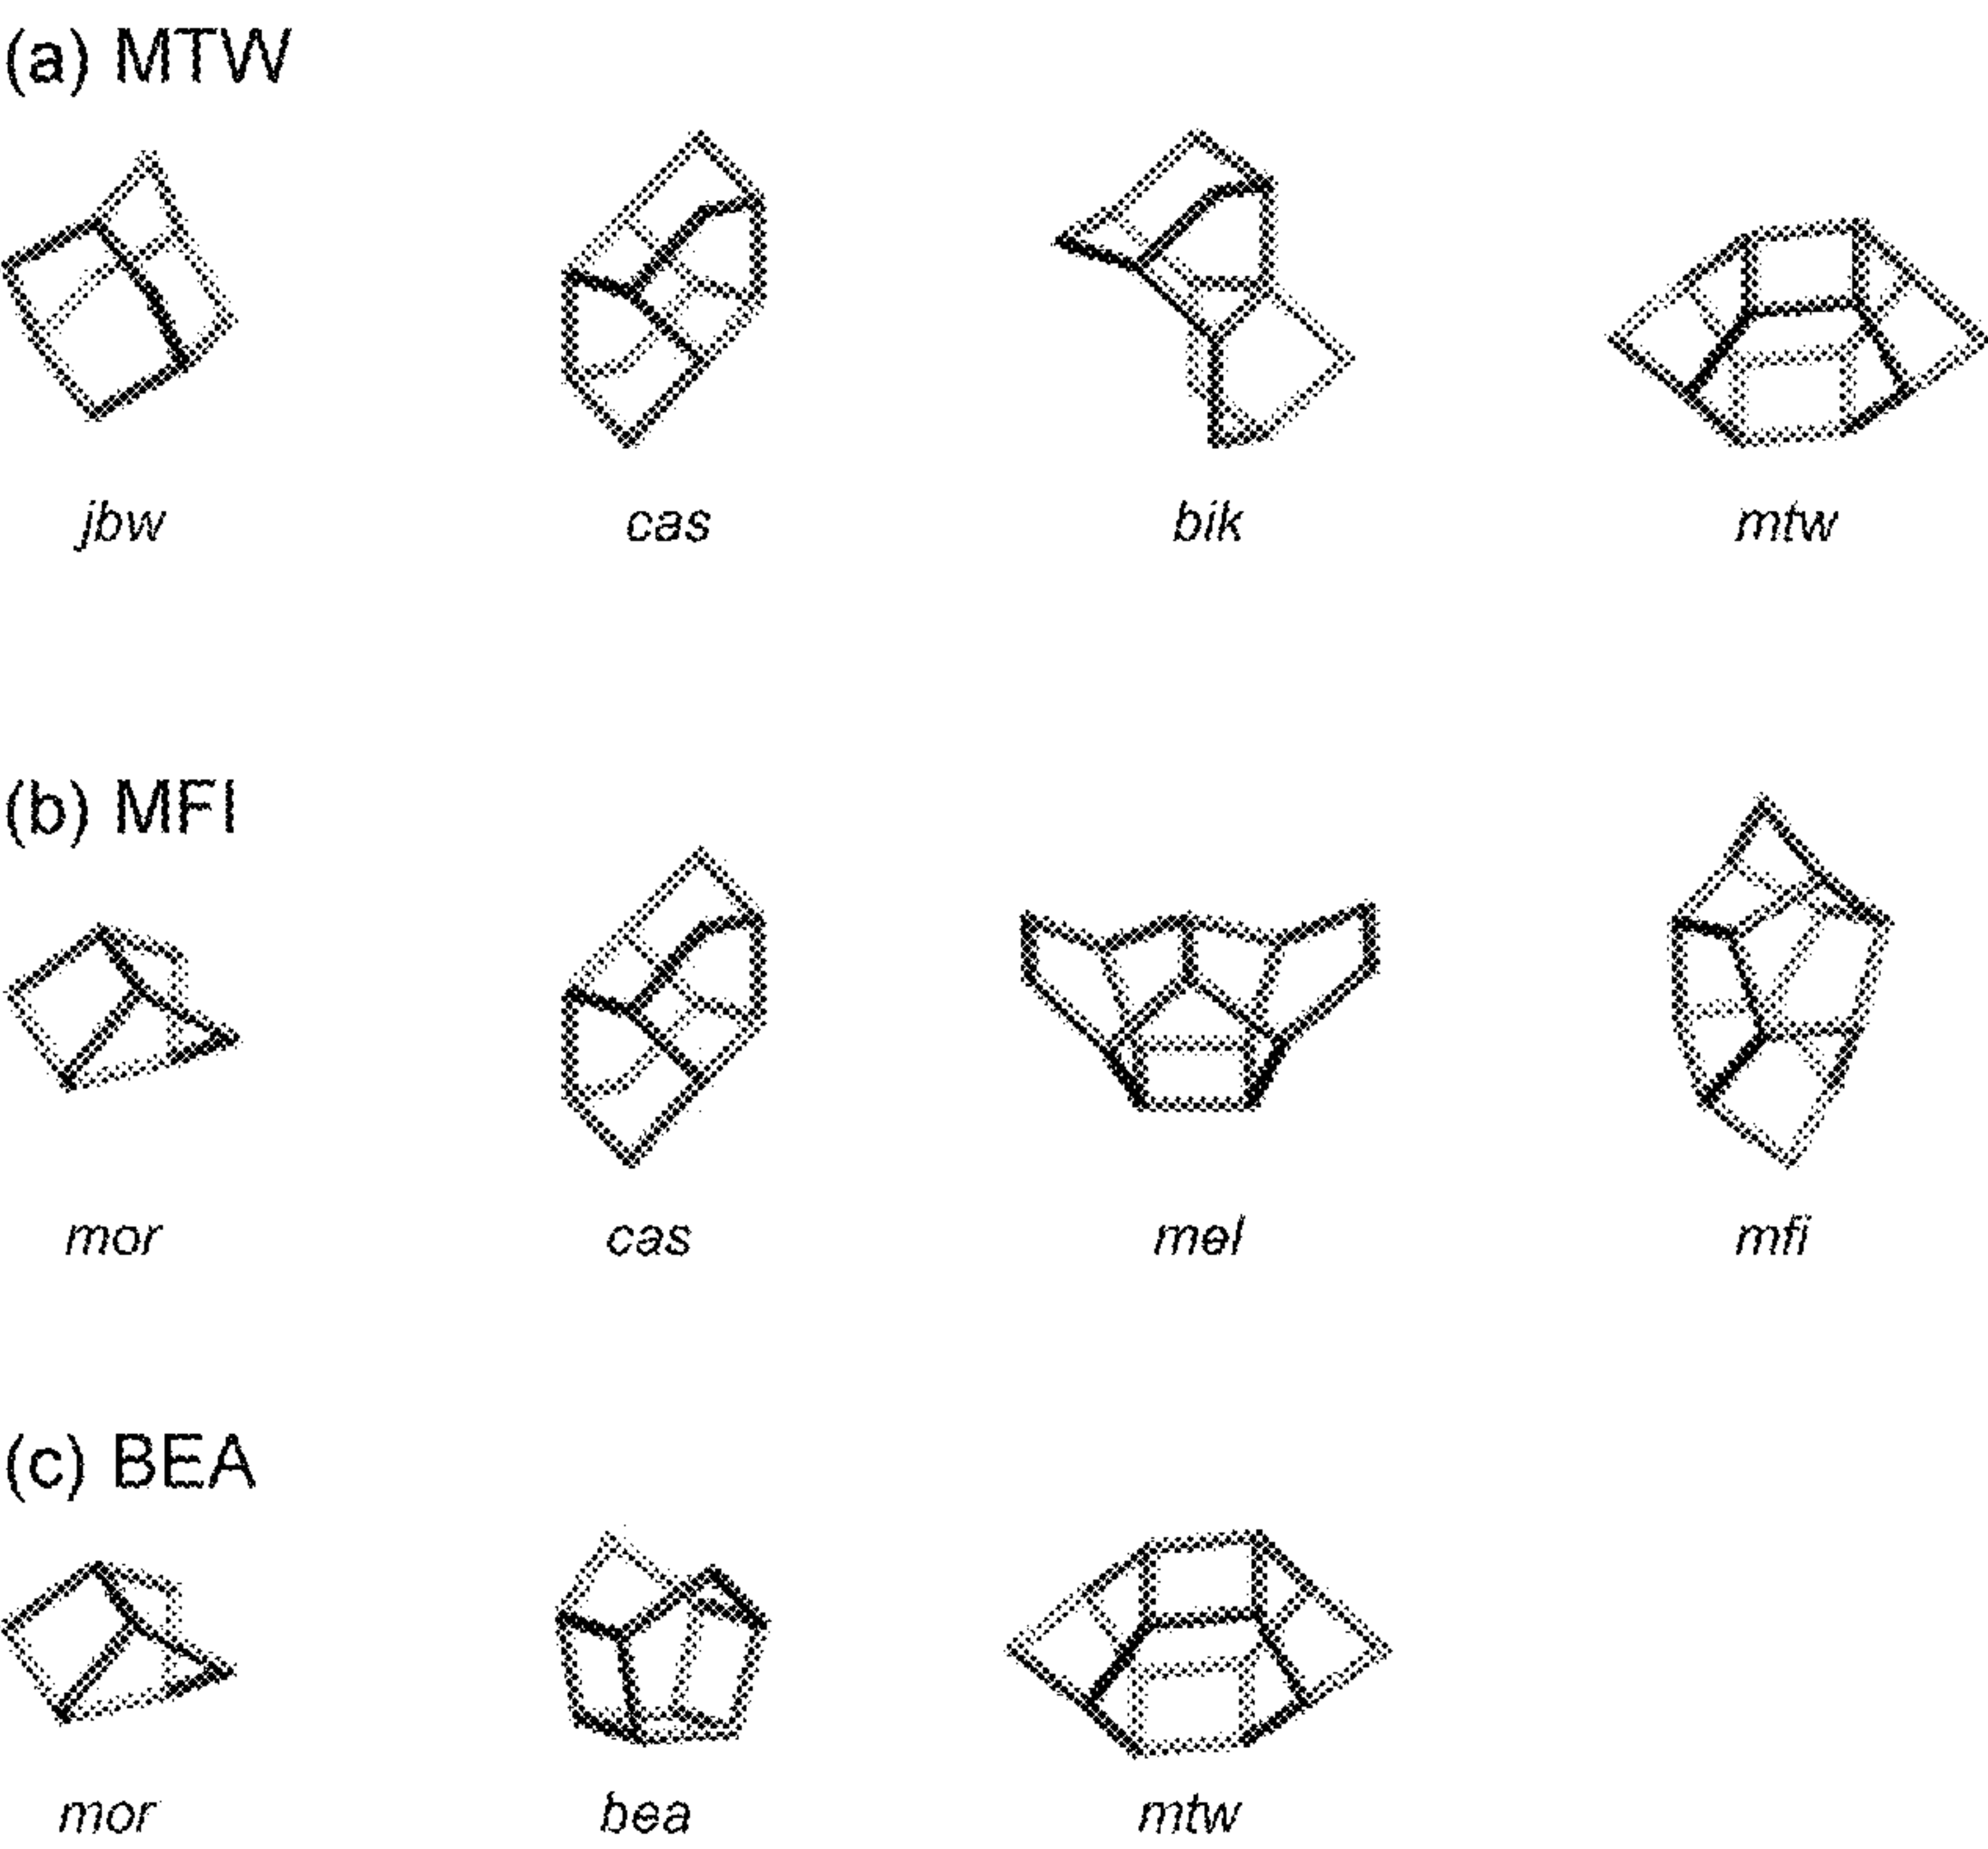 (a) MTW
jbw cas bik mtw
(b) MFI
mor cas mel mfi
(c) BEA
mor bea mtw